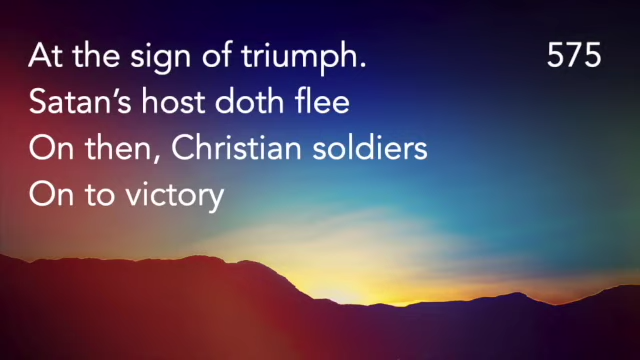 At the sign of triumph.
575
Satan's host doth flee
On then, Christian soldiers
On to victory